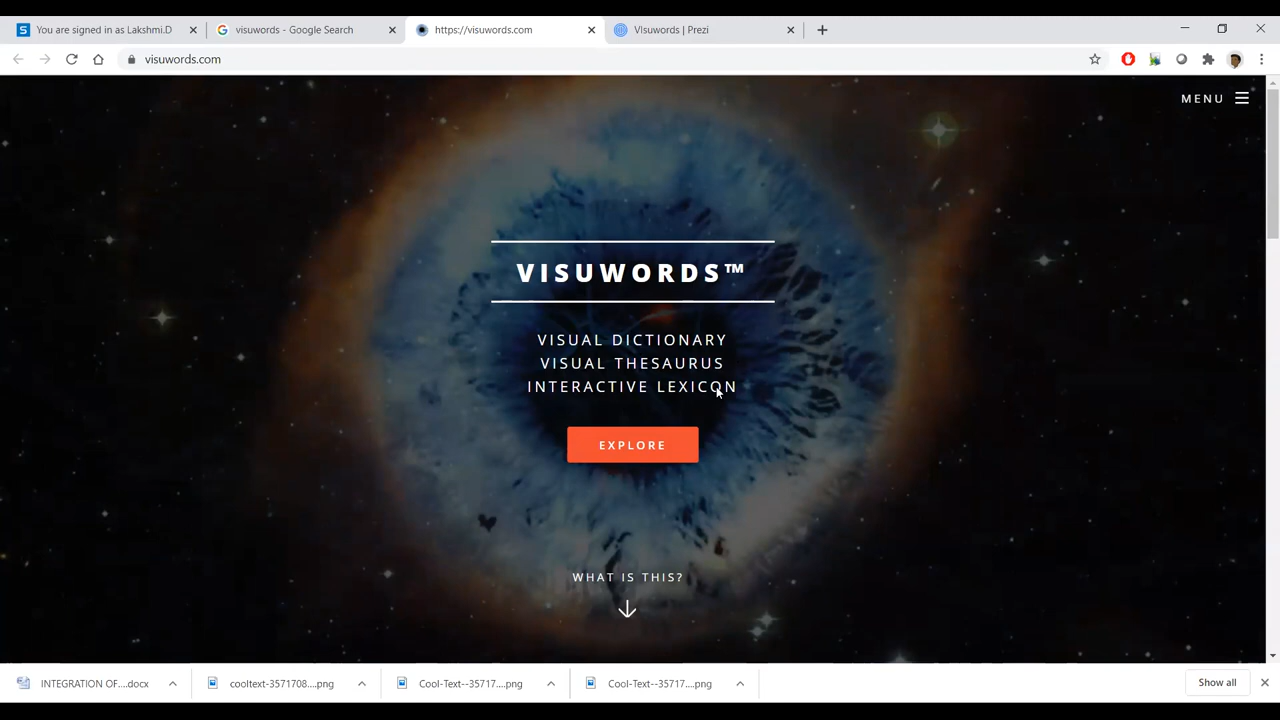 You are signed in as Lakshmi.D
visuwords - Google Search
https://visuwords.com
VIsuwords | Prezi
visuwords.com
MENU
VISUWORDS™
VISUAL DICTIONARY
VISUAL THESAURUS
INTERACTIVE LEXICON
EXPLORE
WHAT IS THIS?
INTEGRATION OF....docx
cooltext-3571708....png
Cool-Text--35717....png
Cool-Text--35717....png
Show all